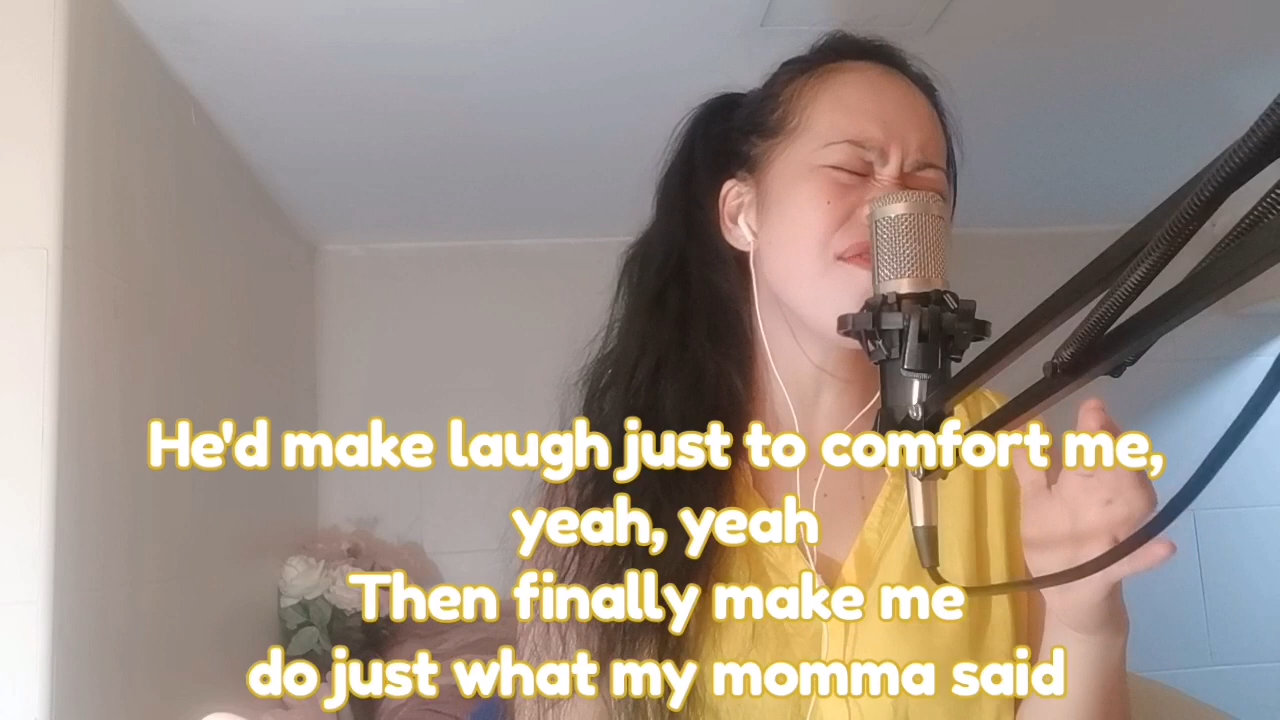 He'd make laugh just to comfort me,
yeah, yeah
Then finally make me
do just what my momma said